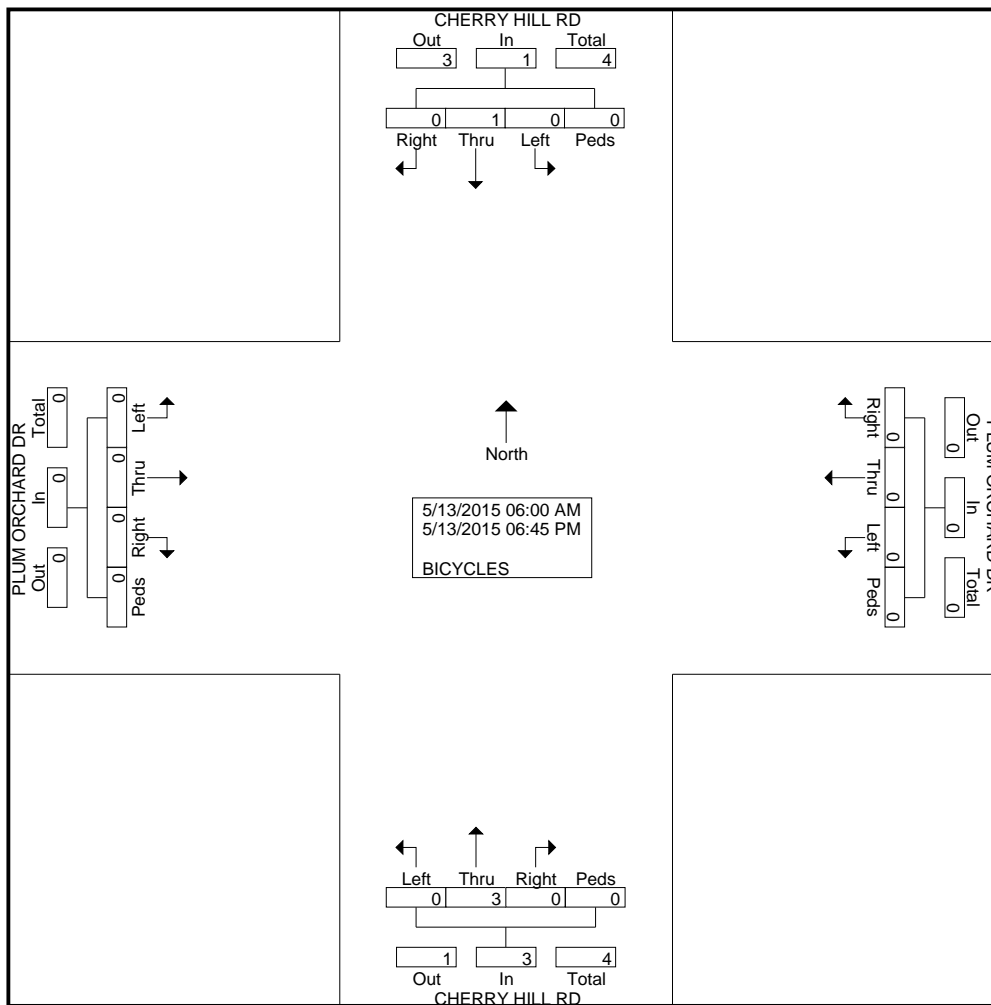 CHERRY HILL RD
Out In Total
3 1 4
0 1 0 0
Right Thru Left Peds
PLUM ORCHARD DR
Total In Out
0 0 0
0 0 0 0
Left Thru Right Peds
North
5/13/2015 06:00 AM
5/13/2015 06:45 PM
BICYCLES
Right Thru Left Peds
0 0 0 0
Out In Total
0 0 0
PLUM ORCHARD DR
Left Thru Right Peds
0 3 0 0
1 3 4
Out In Total
CHERRY HILL RD